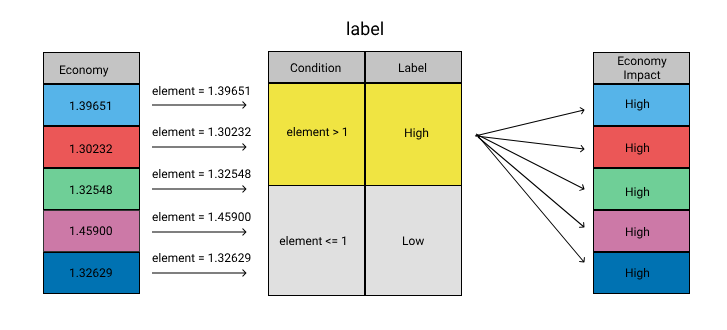 label
Economy
1.39651
1.30232
1.32548
1.45900
1.32629
element = 1.39651
element = 1.30232
element = 1.32548
element = 1.45900
element = 1.32629
Condition Label
element > 1 High
element <= 1 Low
Economy
Impact
High
High
High
High
High